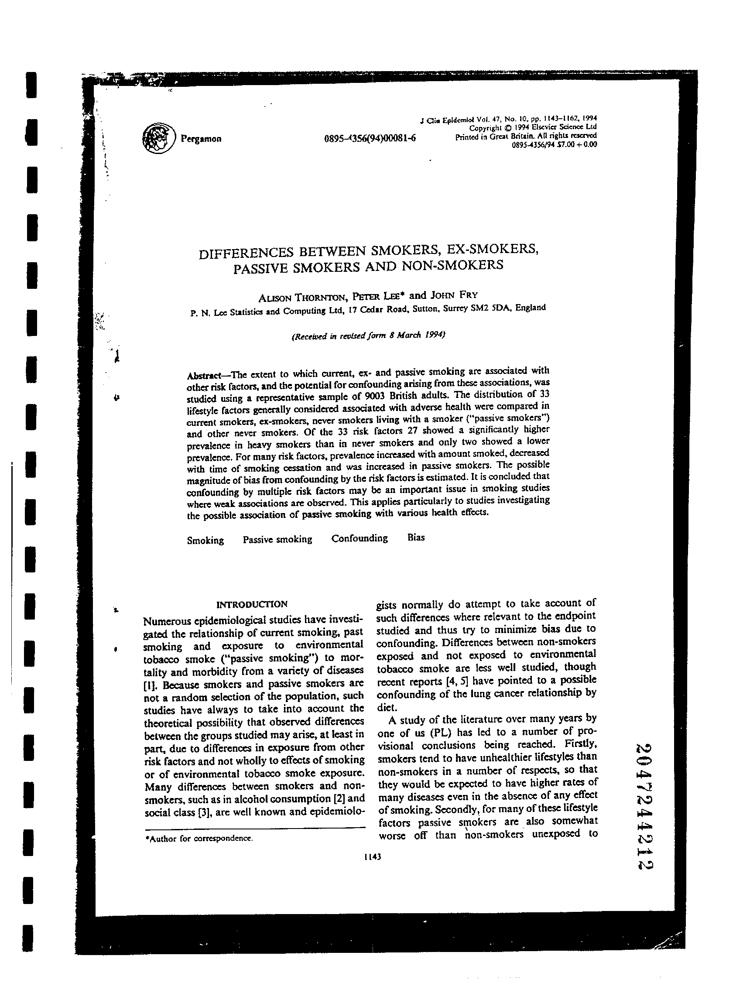 J Clin Epidemiol Vol. 47, No. 10, pp. 1143–1162, 1994
Copyright © 1994 Elsevier Science Ltd
Printed in Great Britain. All rights reserved
0895-4356/94 $7.00 + 0.00
Pergamon
0895-4356(94)00081-6
DIFFERENCES BETWEEN SMOKERS, EX-SMOKERS,
PASSIVE SMOKERS AND NON-SMOKERS
ALISON THORNTON, PETER LEE* and JOHN FRY
P. N. Lee Statistics and Computing Ltd, 17 Cedar Road, Sutton, Surrey SM2 5DA, England
(Received in revised form 8 March 1994)
Abstract—The extent to which current, ex- and passive smoking are associated with
other risk factors, and the potential for confounding arising from these associations, was
studied using a representative sample of 9003 British adults. The distribution of 33
lifestyle factors generally considered associated with adverse health were compared in
current smokers, ex-smokers, never smokers living with a smoker ("passive smokers")
and other never smokers. Of the 33 risk factors 27 showed a significantly higher
prevalence in heavy smokers than in never smokers and only two showed a lower
prevalence. For many risk factors, prevalence increased with amount smoked, decreased
with time of smoking cessation and was increased in passive smokers. The possible
magnitude of bias from confounding by the risk factors is estimated. It is concluded that
confounding by multiple risk factors may be an important issue in smoking studies
where weak associations are observed. This applies particularly to studies investigating
the possible association of passive smoking with various health effects.
Smoking Passive smoking Confounding Bias
INTRODUCTION
Numerous epidemiological studies have investi-
gated the relationship of current smoking, past
smoking and exposure to environmental
tobacco smoke ("passive smoking") to mor-
tality and morbidity from a variety of diseases
[1]. Because smokers and passive smokers are
not a random selection of the population, such
studies have always to take into account the
theoretical possibility that observed differences
between the groups studied may arise, at least in
part, due to differences in exposure from other
risk factors and not wholly to effects of smoking
or of environmental tobacco smoke exposure.
Many differences between smokers and non-
smokers, such as in alcohol consumption [2] and
social class [3], are well known and epidemiolo-
*Author for correspondence.
gists normally do attempt to take account of
such differences where relevant to the endpoint
studied and thus try to minimize bias due to
confounding. Differences between non-smokers
exposed and not exposed to environmental
tobacco smoke are less well studied, though
recent reports [4, 5] have pointed to a possible
confounding of the lung cancer relationship by
diet.
A study of the literature over many years by
one of us (PL) has led to a number of pro-
visional conclusions being reached. Firstly,
smokers tend to have unhealthier lifestyles than
non-smokers in a number of respects, so that
they would be expected to have higher rates of
many diseases even in the absence of any effect
of smoking. Secondly, for many of these lifestyle
factors passive smokers are also somewhat
worse off than non-smokers unexposed to
1143
2047244212